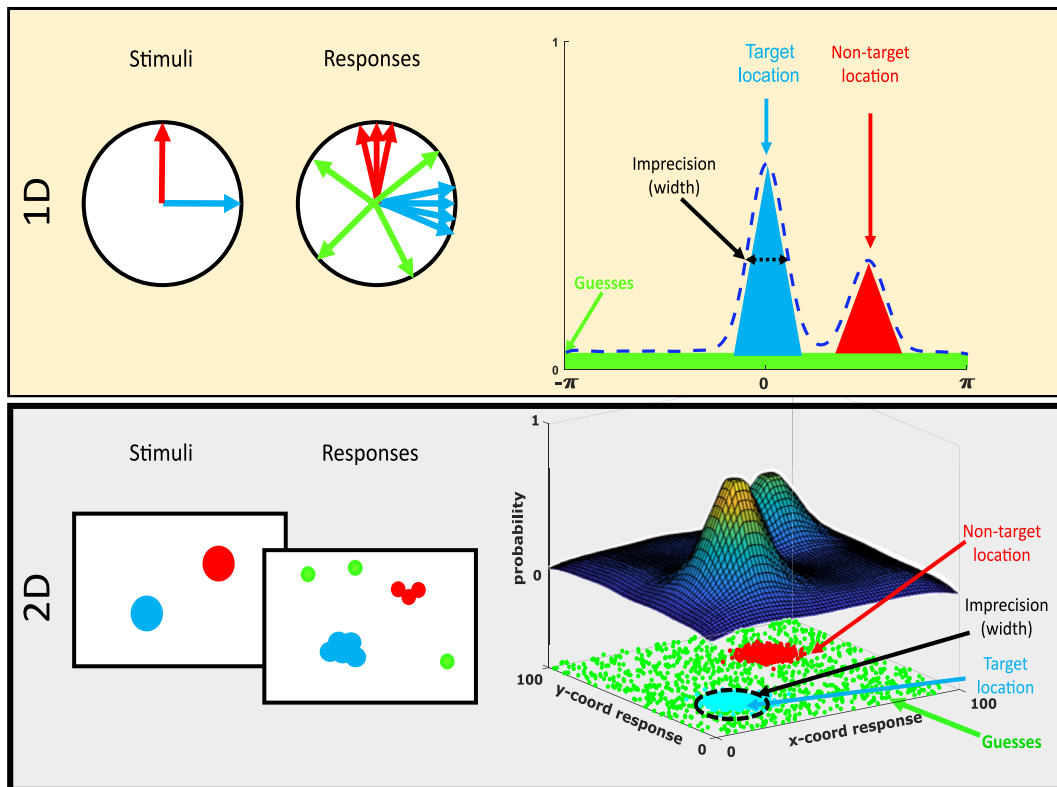 1D
Stimuli
Responses
1
Target
location
Non-target
location
Imprecision
(width)
Guesses
0
-π
0
π
2D
Stimuli
Responses
1
probability
0
Non-target
location
Imprecision
(width)
Target
location
100
y-coord response
0
0
x-coord response
100
Guesses